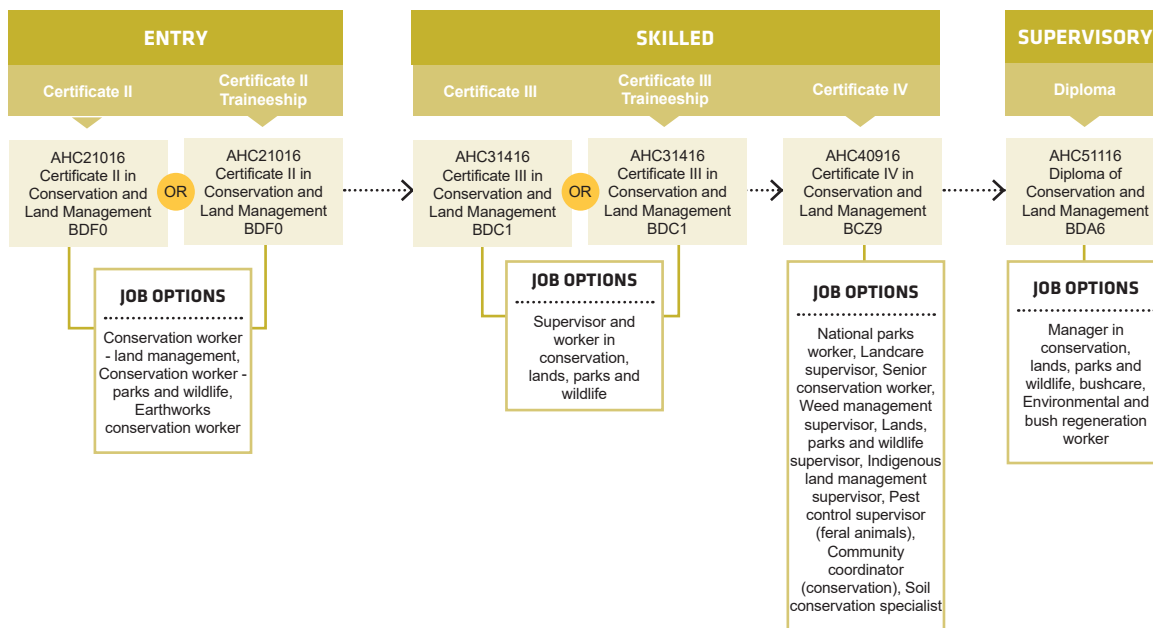 ENTRY
SKILLED
SUPERVISORY
Certificate II
Certificate II
Traineeship
Certificate III
Certificate III
Traineeship
Certificate IV
Diploma
AHC21016
Certificate II in
Conservation and
Land Management
BDF0
OR
AHC21016
Certificate II in
Conservation and
Land Management
BDF0
AHC31416
Certificate III in
Conservation and
Land Management
BDC1
OR
AHC31416
Certificate III in
Conservation and
Land Management
BDC1
AHC40916
Certificate IV in
Conservation and
Land Management
BCZ9
AHC51116
Diploma of
Conservation and
Land Management
BDA6
JOB OPTIONS
Conservation worker
- land management,
Conservation worker -
parks and wildlife,
Earthworks
conservation worker
JOB OPTIONS
Supervisor and
worker in
conservation,
lands, parks and
wildlife
JOB OPTIONS
National parks
worker, Landcare
supervisor, Senior
conservation worker,
Weed management
supervisor, Lands,
parks and wildlife
supervisor, Indigenous
land management
supervisor, Pest
control supervisor
(feral animals),
Community
coordinator
(conservation), Soil
conservation specialist
JOB OPTIONS
Manager in
conservation,
lands, parks and
wildlife, bushcare,
Environmental and
bush regeneration
worker